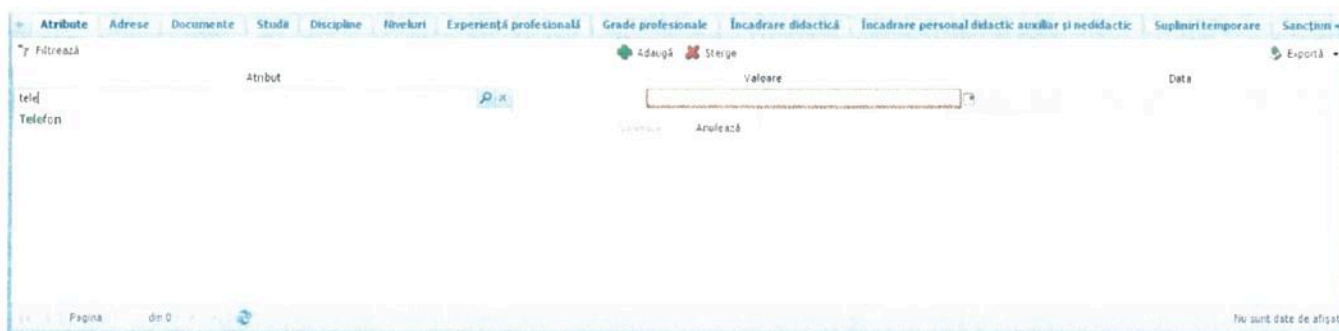 Atribute Adrese Documente Studii Discipline Niveluri Experiență profesională Grade profesionale Încadrare didactică Încadrare personal didactic auxiliar și nedidactic Supliniri temporare Sancțiuni
Filtrează Adaugă Șterge Exportă
Atribut Valoare Data
tele
Telefon
Anulează
Pagina din 0 Nu sunt date de afișat